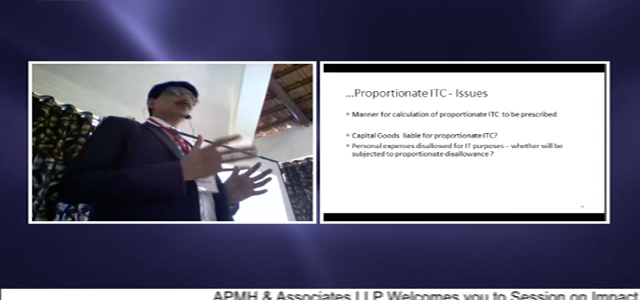 ...Proportionate ITC - Issues
Manner for calculation of proportionate ITC to be prescribed
Capital Goods liable for proportionate ITC?
Personal expenses disallowed for IT purposes – whether will be
subjected to proportionate disallowance ?
APMH & Associates LLP Welcomes you to Session on Impact